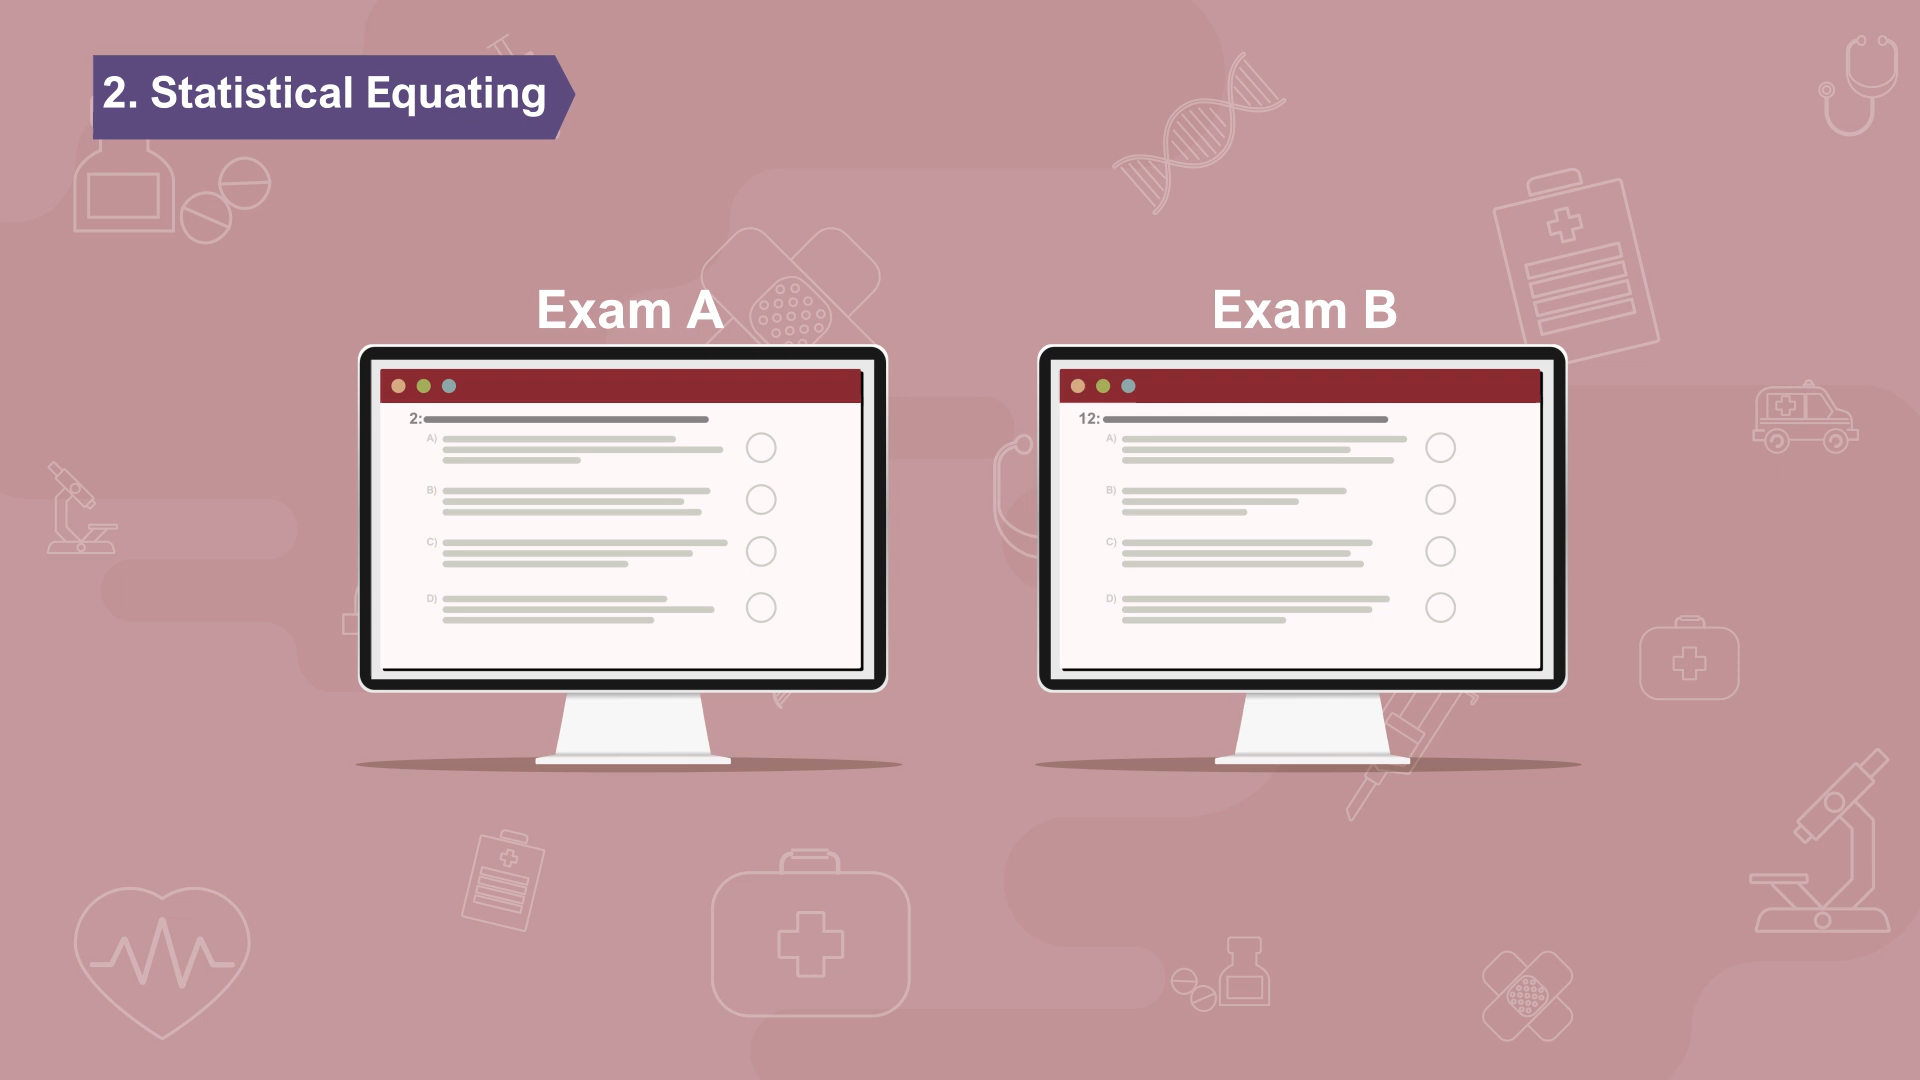 2. Statistical Equating
Exam A
Exam B
2:
A)
B)
C)
D)
12:
A)
B)
C)
D)